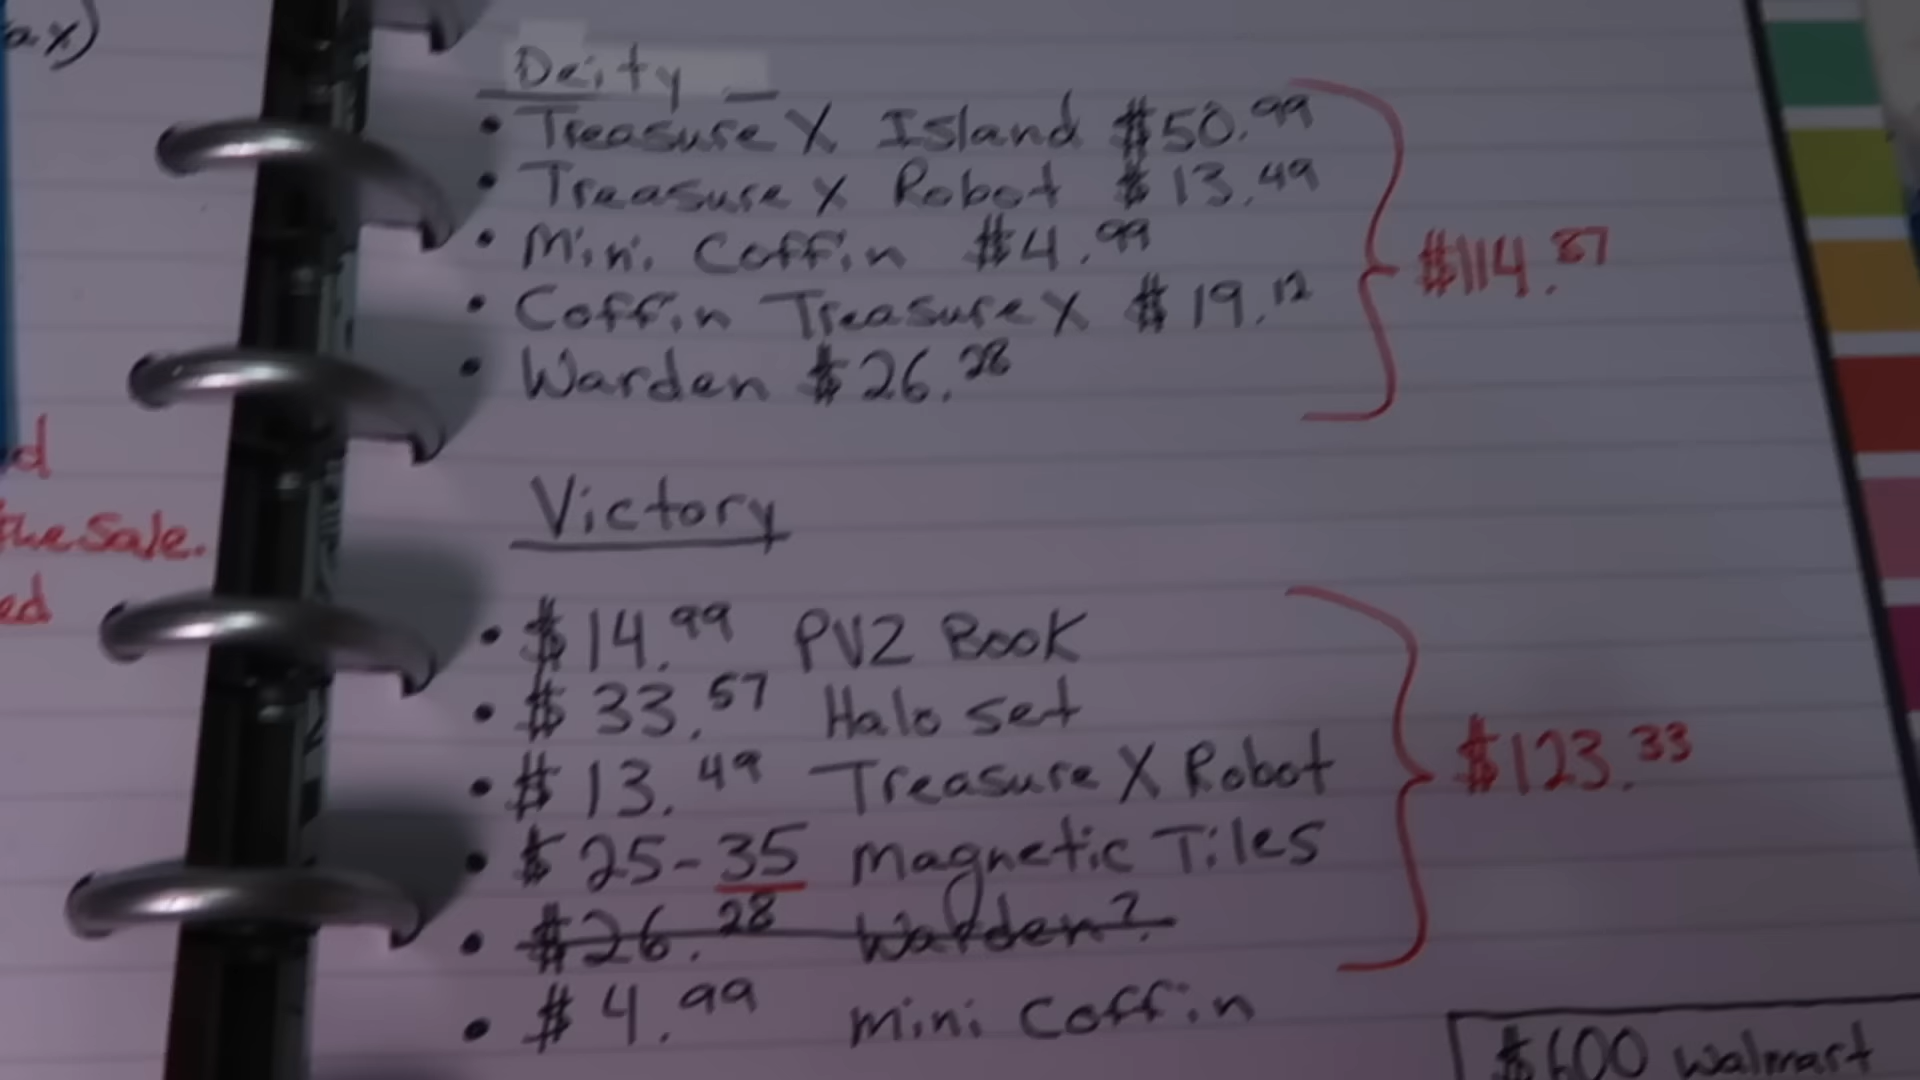 ax)
d
the Sale.
ed
Deity
• Treasure X Island $50.99
• Treasure X Robot $13.49
• Mini Coffin $4.99
• Coffin Treasure X $19.12
• Warden $26.28
$114.87
Victory
• $14.99 PVZ Book
• $33.57 Halo set
• $13.49 Treasure X Robot
• $25-35 Magnetic Tiles
• $26.28 Warden?
• $4.99 mini coffin
$123.33
$600 Walmart